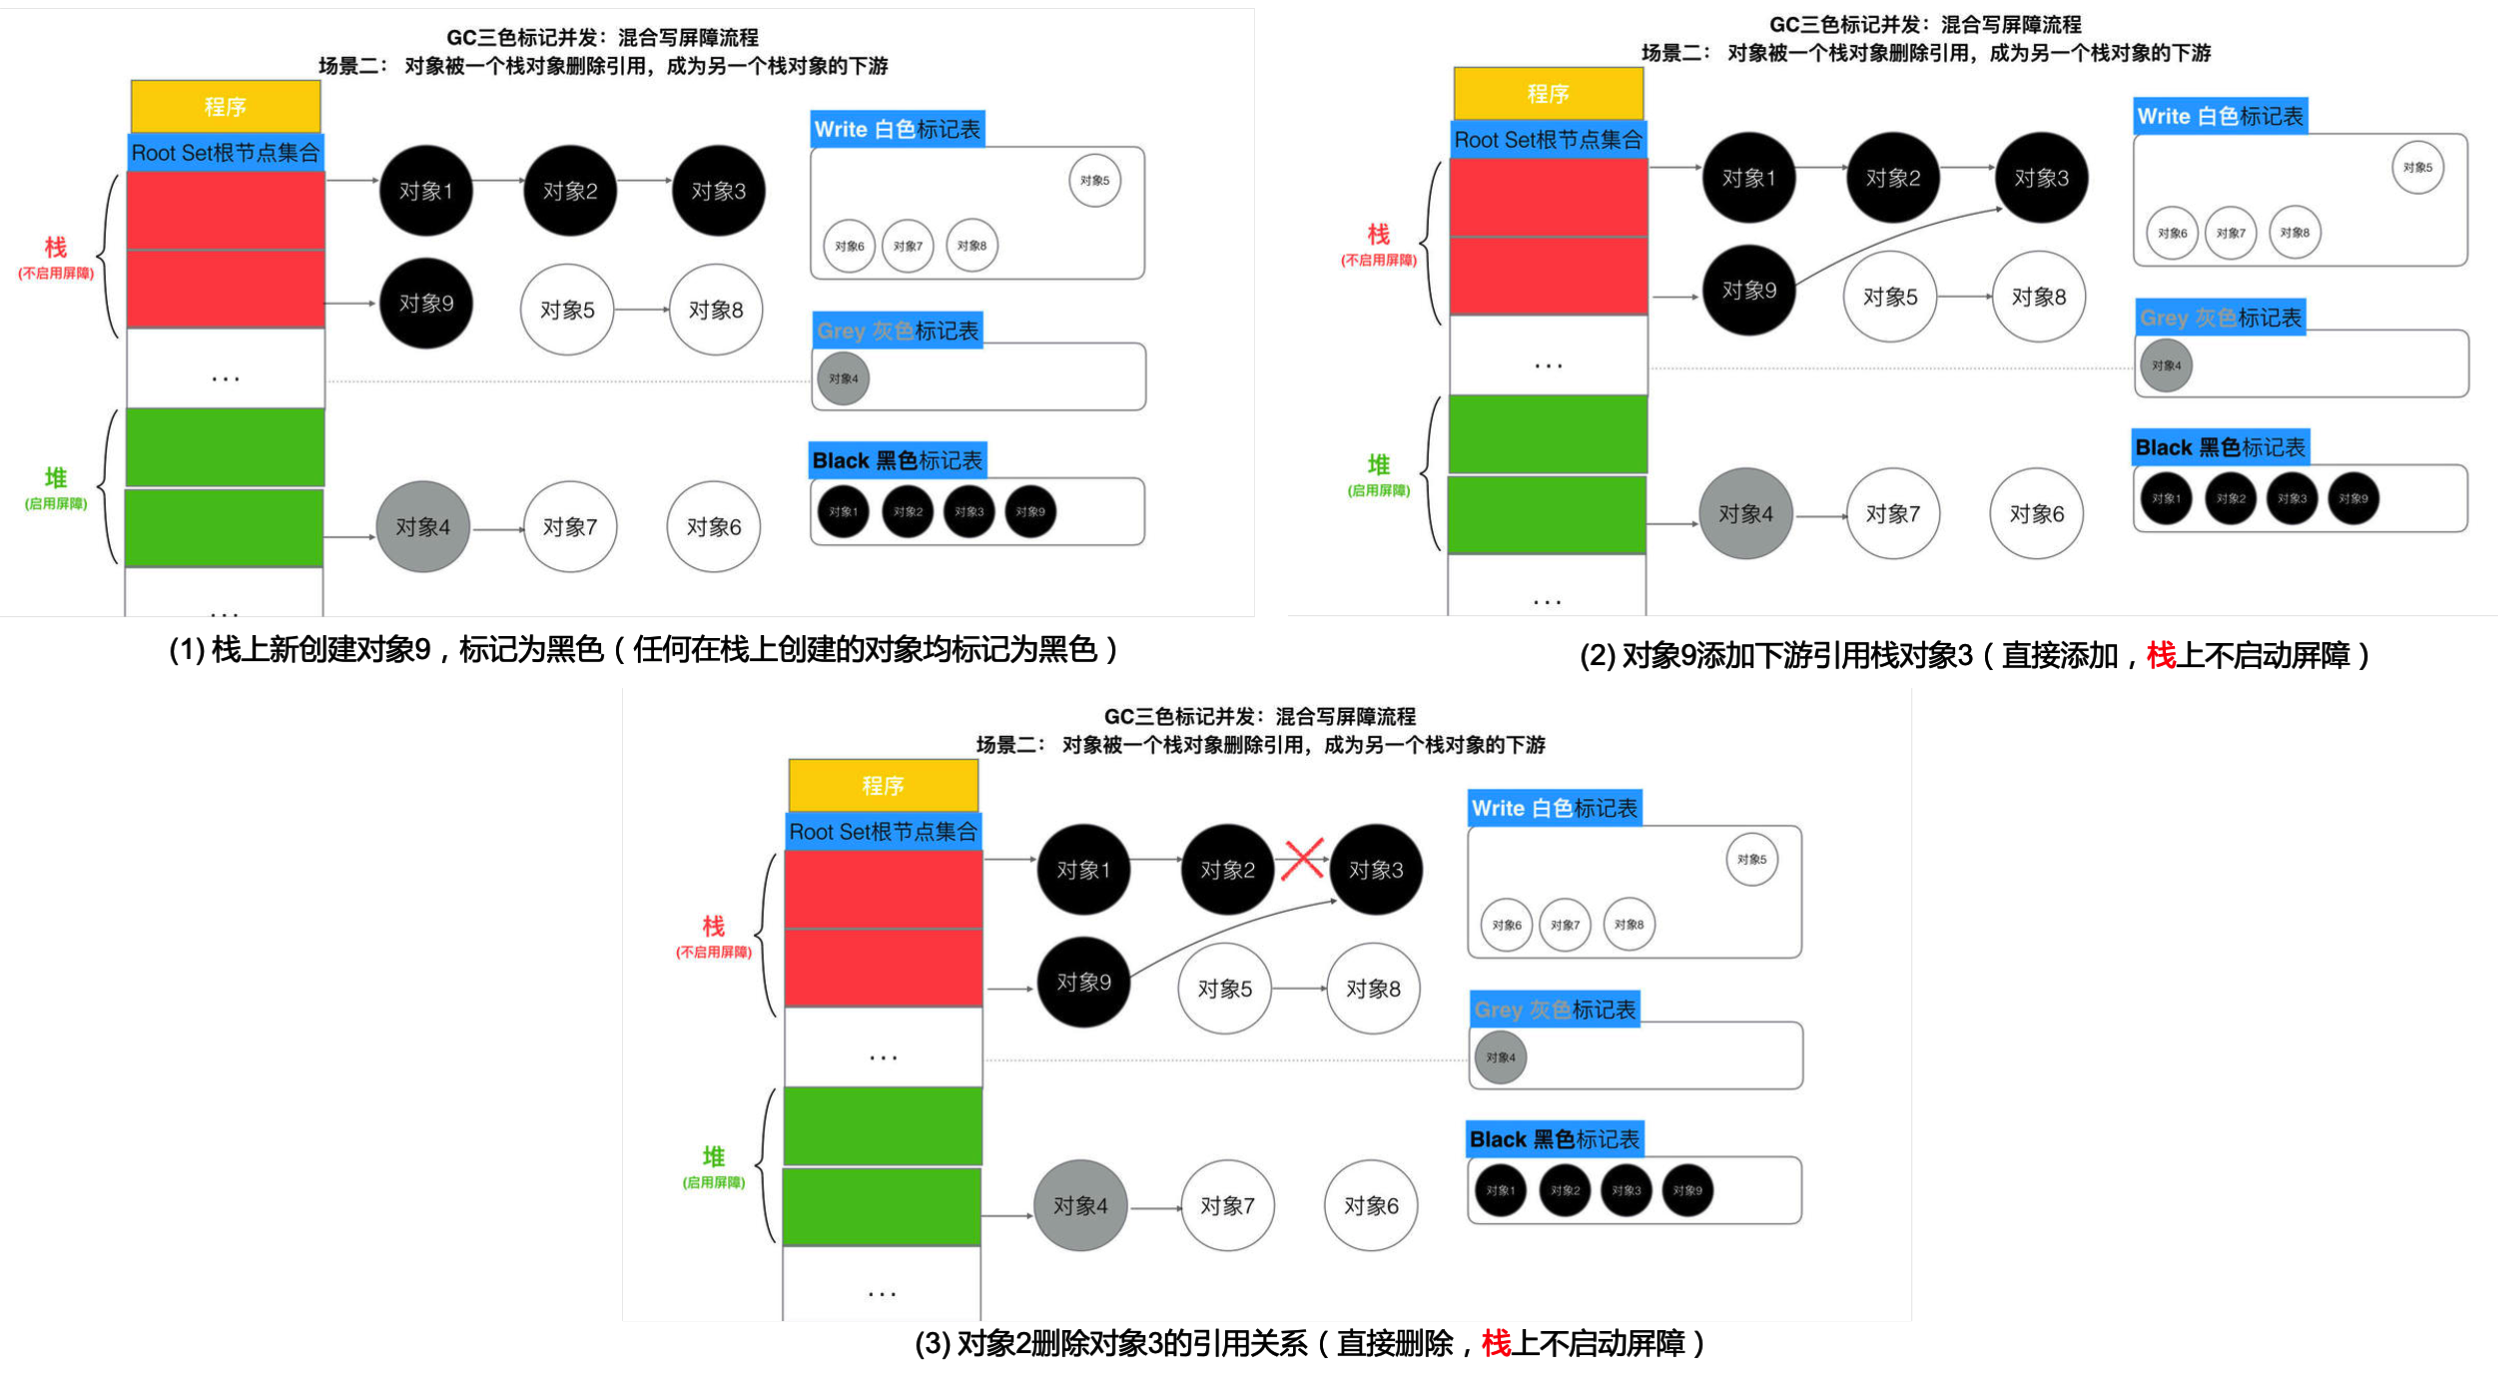 GC三色标记并发：混合写屏障流程
场景二： 对象被一个栈对象删除引用，成为另一个栈对象的下游
程序
Root Set根节点集合
栈
(不启用屏障)
...
堆
(启用屏障)
...
对象1
对象2
对象3
对象9
对象5
对象8
对象4
对象7
对象6
Write 白色标记表
对象5
对象6
对象7
对象8
Grey 灰色标记表
对象4
Black 黑色标记表
对象1
对象2
对象3
对象9
(1) 栈上新创建对象9，标记为黑色（任何在栈上创建的对象均标记为黑色）
GC三色标记并发：混合写屏障流程
场景二： 对象被一个栈对象删除引用，成为另一个栈对象的下游
程序
Root Set根节点集合
栈
(不启用屏障)
...
堆
(启用屏障)
...
对象1
对象2
对象3
对象9
对象5
对象8
对象4
对象7
对象6
Write 白色标记表
对象5
对象6
对象7
对象8
Grey 灰色标记表
对象4
Black 黑色标记表
对象1
对象2
对象3
对象9
(2) 对象9添加下游引用栈对象3（直接添加，栈上不启动屏障）
GC三色标记并发：混合写屏障流程
场景二： 对象被一个栈对象删除引用，成为另一个栈对象的下游
程序
Root Set根节点集合
栈
(不启用屏障)
...
堆
(启用屏障)
...
对象1
对象2
对象3
对象9
对象5
对象8
对象4
对象7
对象6
Write 白色标记表
对象5
对象6
对象7
对象8
Grey 灰色标记表
对象4
Black 黑色标记表
对象1
对象2
对象3
对象9
(3) 对象2删除对象3的引用关系（直接删除，栈上不启动屏障）